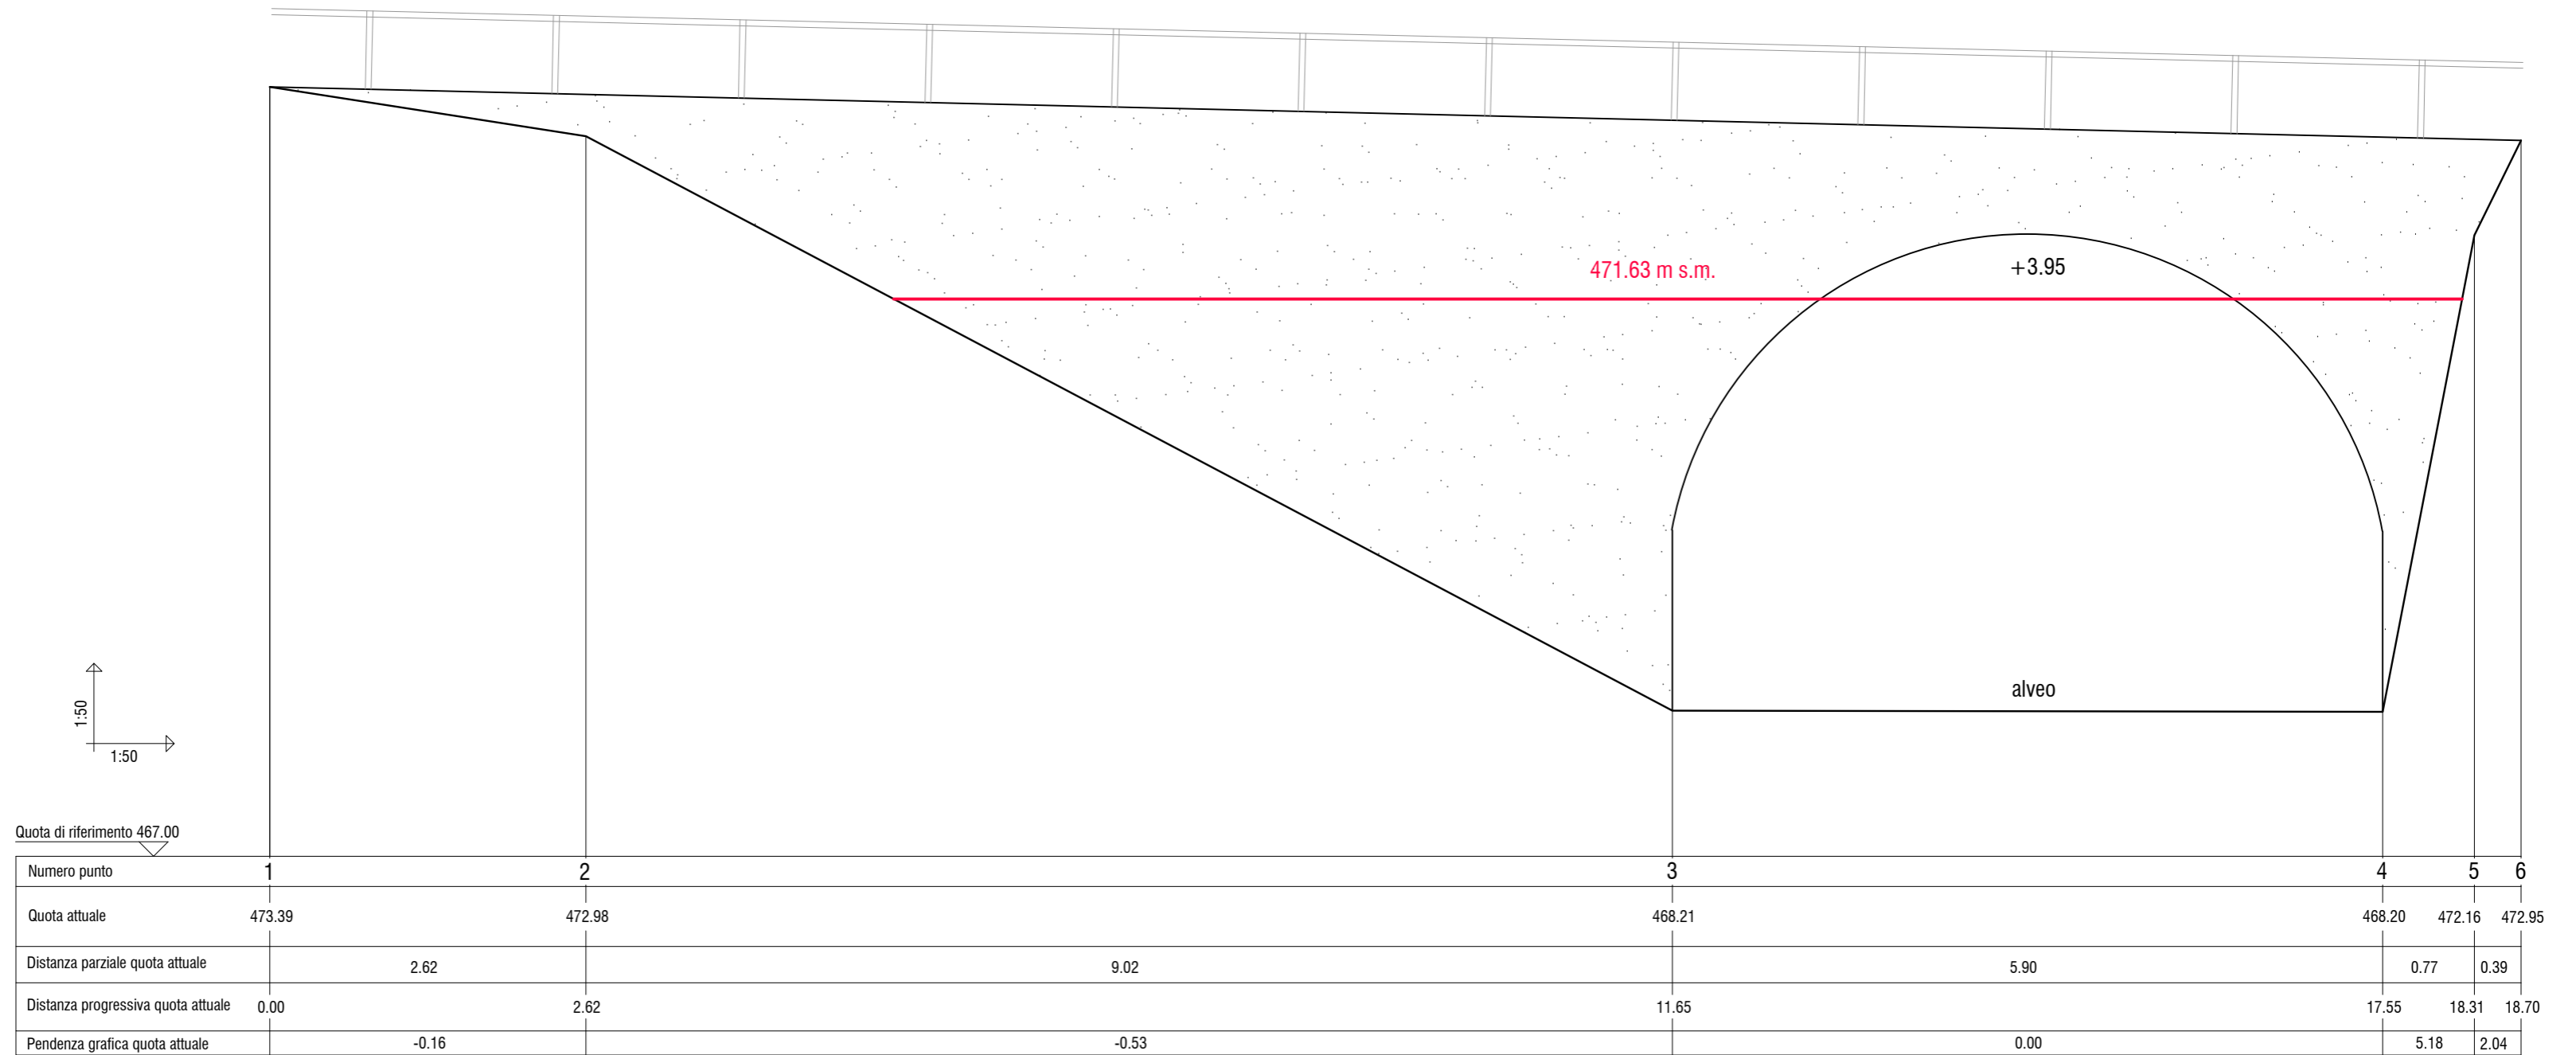 471.63 m s.m.
+3.95
alveo
1:50
1:50
Quota di riferimento 467.00
Numero punto 1 2 3 4 5 6
Quota attuale 473.39 472.98 468.21 468.20 472.16 472.95
Distanza parziale quota attuale 2.62 9.02 5.90 0.77 0.39
Distanza progressiva quota attuale 0.00 2.62 11.65 17.55 18.31 18.70
Pendenza grafica quota attuale -0.16 -0.53 0.00 5.18 2.04